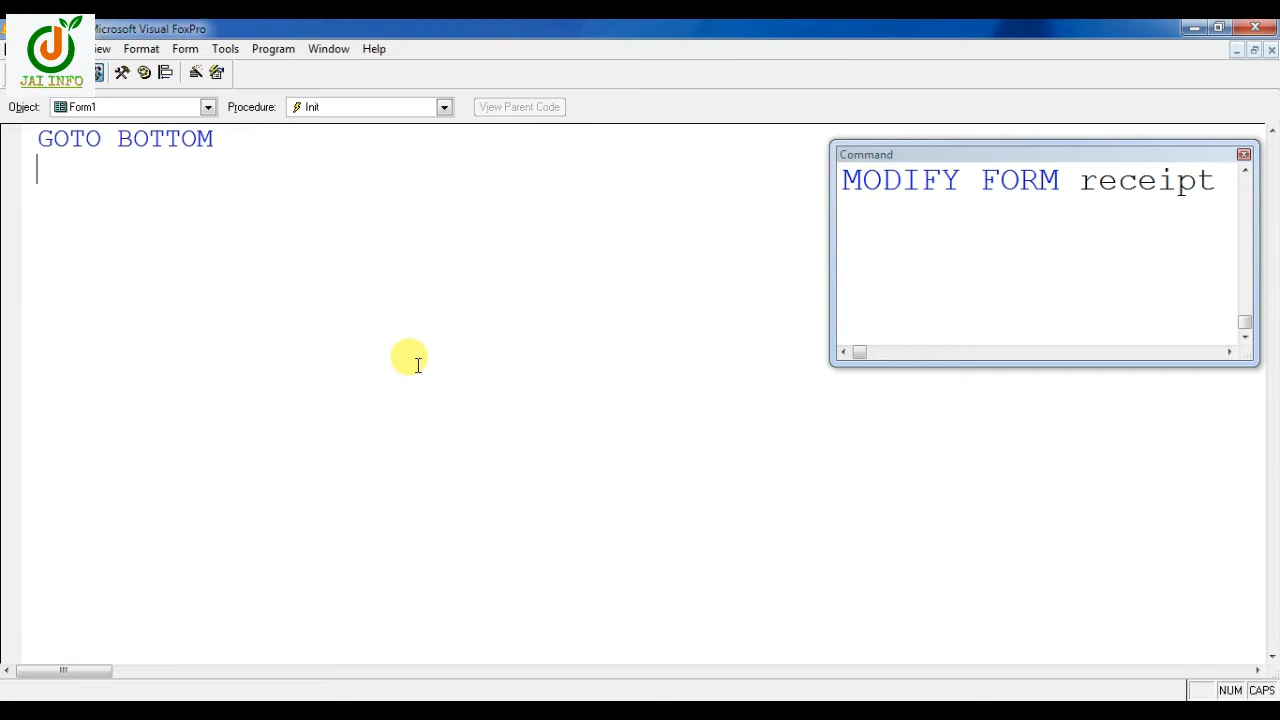 JAI INFO
Microsoft Visual FoxPro
iew Format Form Tools Program Window Help
Object: Form1 Procedure: Init View Parent Code
GOTO BOTTOM
Command
MODIFY FORM receipt
NUM CAPS